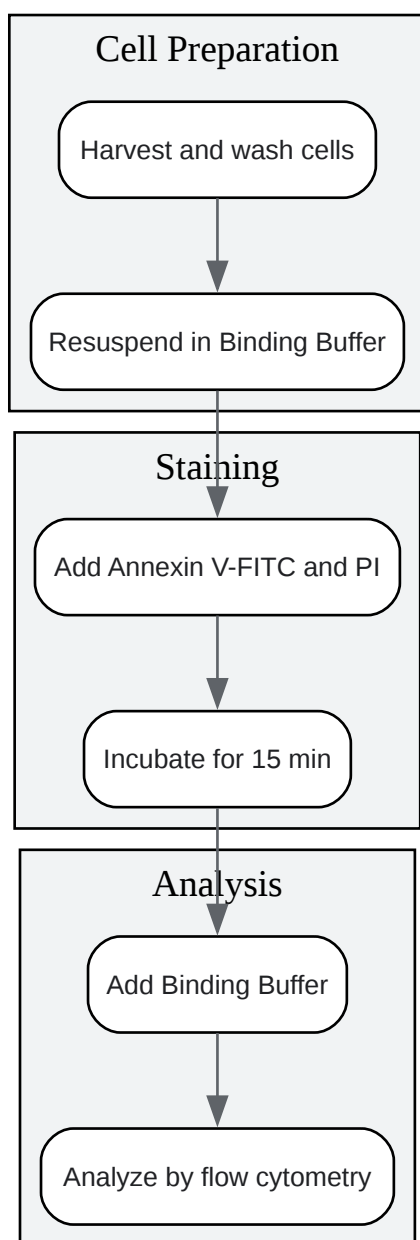 Cell Preparation
Harvest and wash cells
Resuspend in Binding Buffer
Staining
Add Annexin V-FITC and PI
Incubate for 15 min
Analysis
Add Binding Buffer
Analyze by flow cytometry